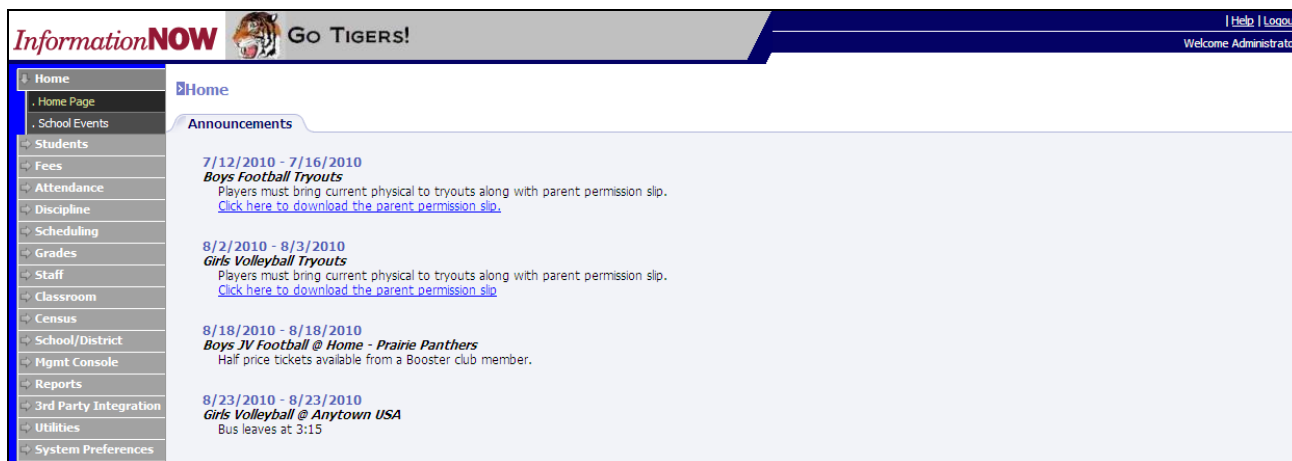 InformationNOW
GO TIGERS!
| Help | Logou
Welcome Administrato
Home
. Home Page
. School Events
Students
Fees
Attendance
Discipline
Scheduling
Grades
Staff
Classroom
Census
School/District
Mgmt Console
Reports
3rd Party Integration
Utilities
System Preferences
Home
Announcements
7/12/2010 - 7/16/2010
Boys Football Tryouts
Players must bring current physical to tryouts along with parent permission slip.
Click here to download the parent permission slip.
8/2/2010 - 8/3/2010
Girls Volleyball Tryouts
Players must bring current physical to tryouts along with parent permission slip.
Click here to download the parent permission slip
8/18/2010 - 8/18/2010
Boys JV Football @ Home - Prairie Panthers
Half price tickets available from a Booster club member.
8/23/2010 - 8/23/2010
Girls Volleyball @ Anytown USA
Bus leaves at 3:15